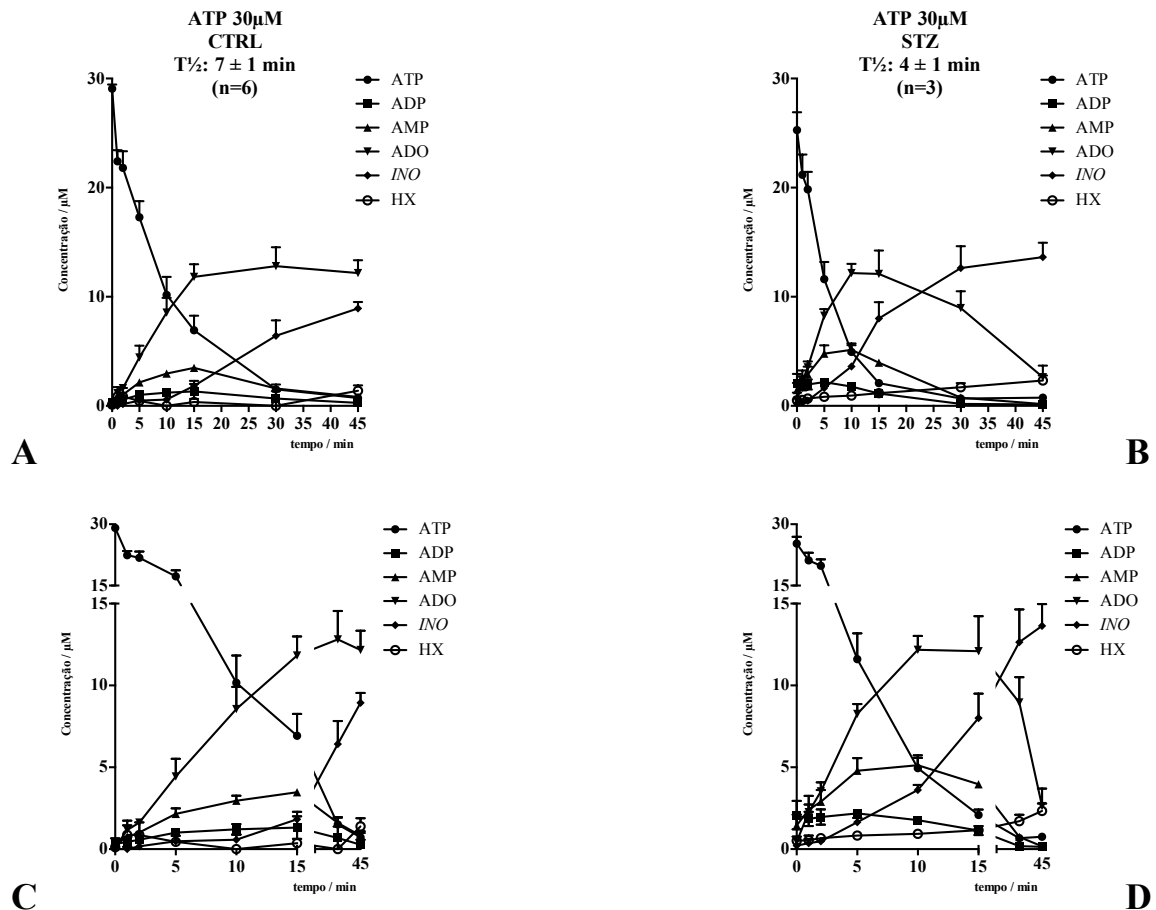 ATP 30µM
CTRL
T½: 7 ± 1 min
(n=6)
30
20
10
0
Concentração / µM
0 5 10 15 20 25 30 35 40 45
tempo / min
ATP
ADP
AMP
ADO
INO
HX
A
ATP 30µM
STZ
T½: 4 ± 1 min
(n=3)
30
20
10
0
Concentração / µM
0 5 10 15 20 25 30 35 40 45
tempo / min
ATP
ADP
AMP
ADO
INO
HX
B
30
15
15
10
5
0
Concentração / µM
0 5 10 15 45
tempo / min
ATP
ADP
AMP
ADO
INO
HX
C
30
15
15
10
5
0
Concentração / µM
0 5 10 15 45
tempo / min
ATP
ADP
AMP
ADO
INO
HX
D